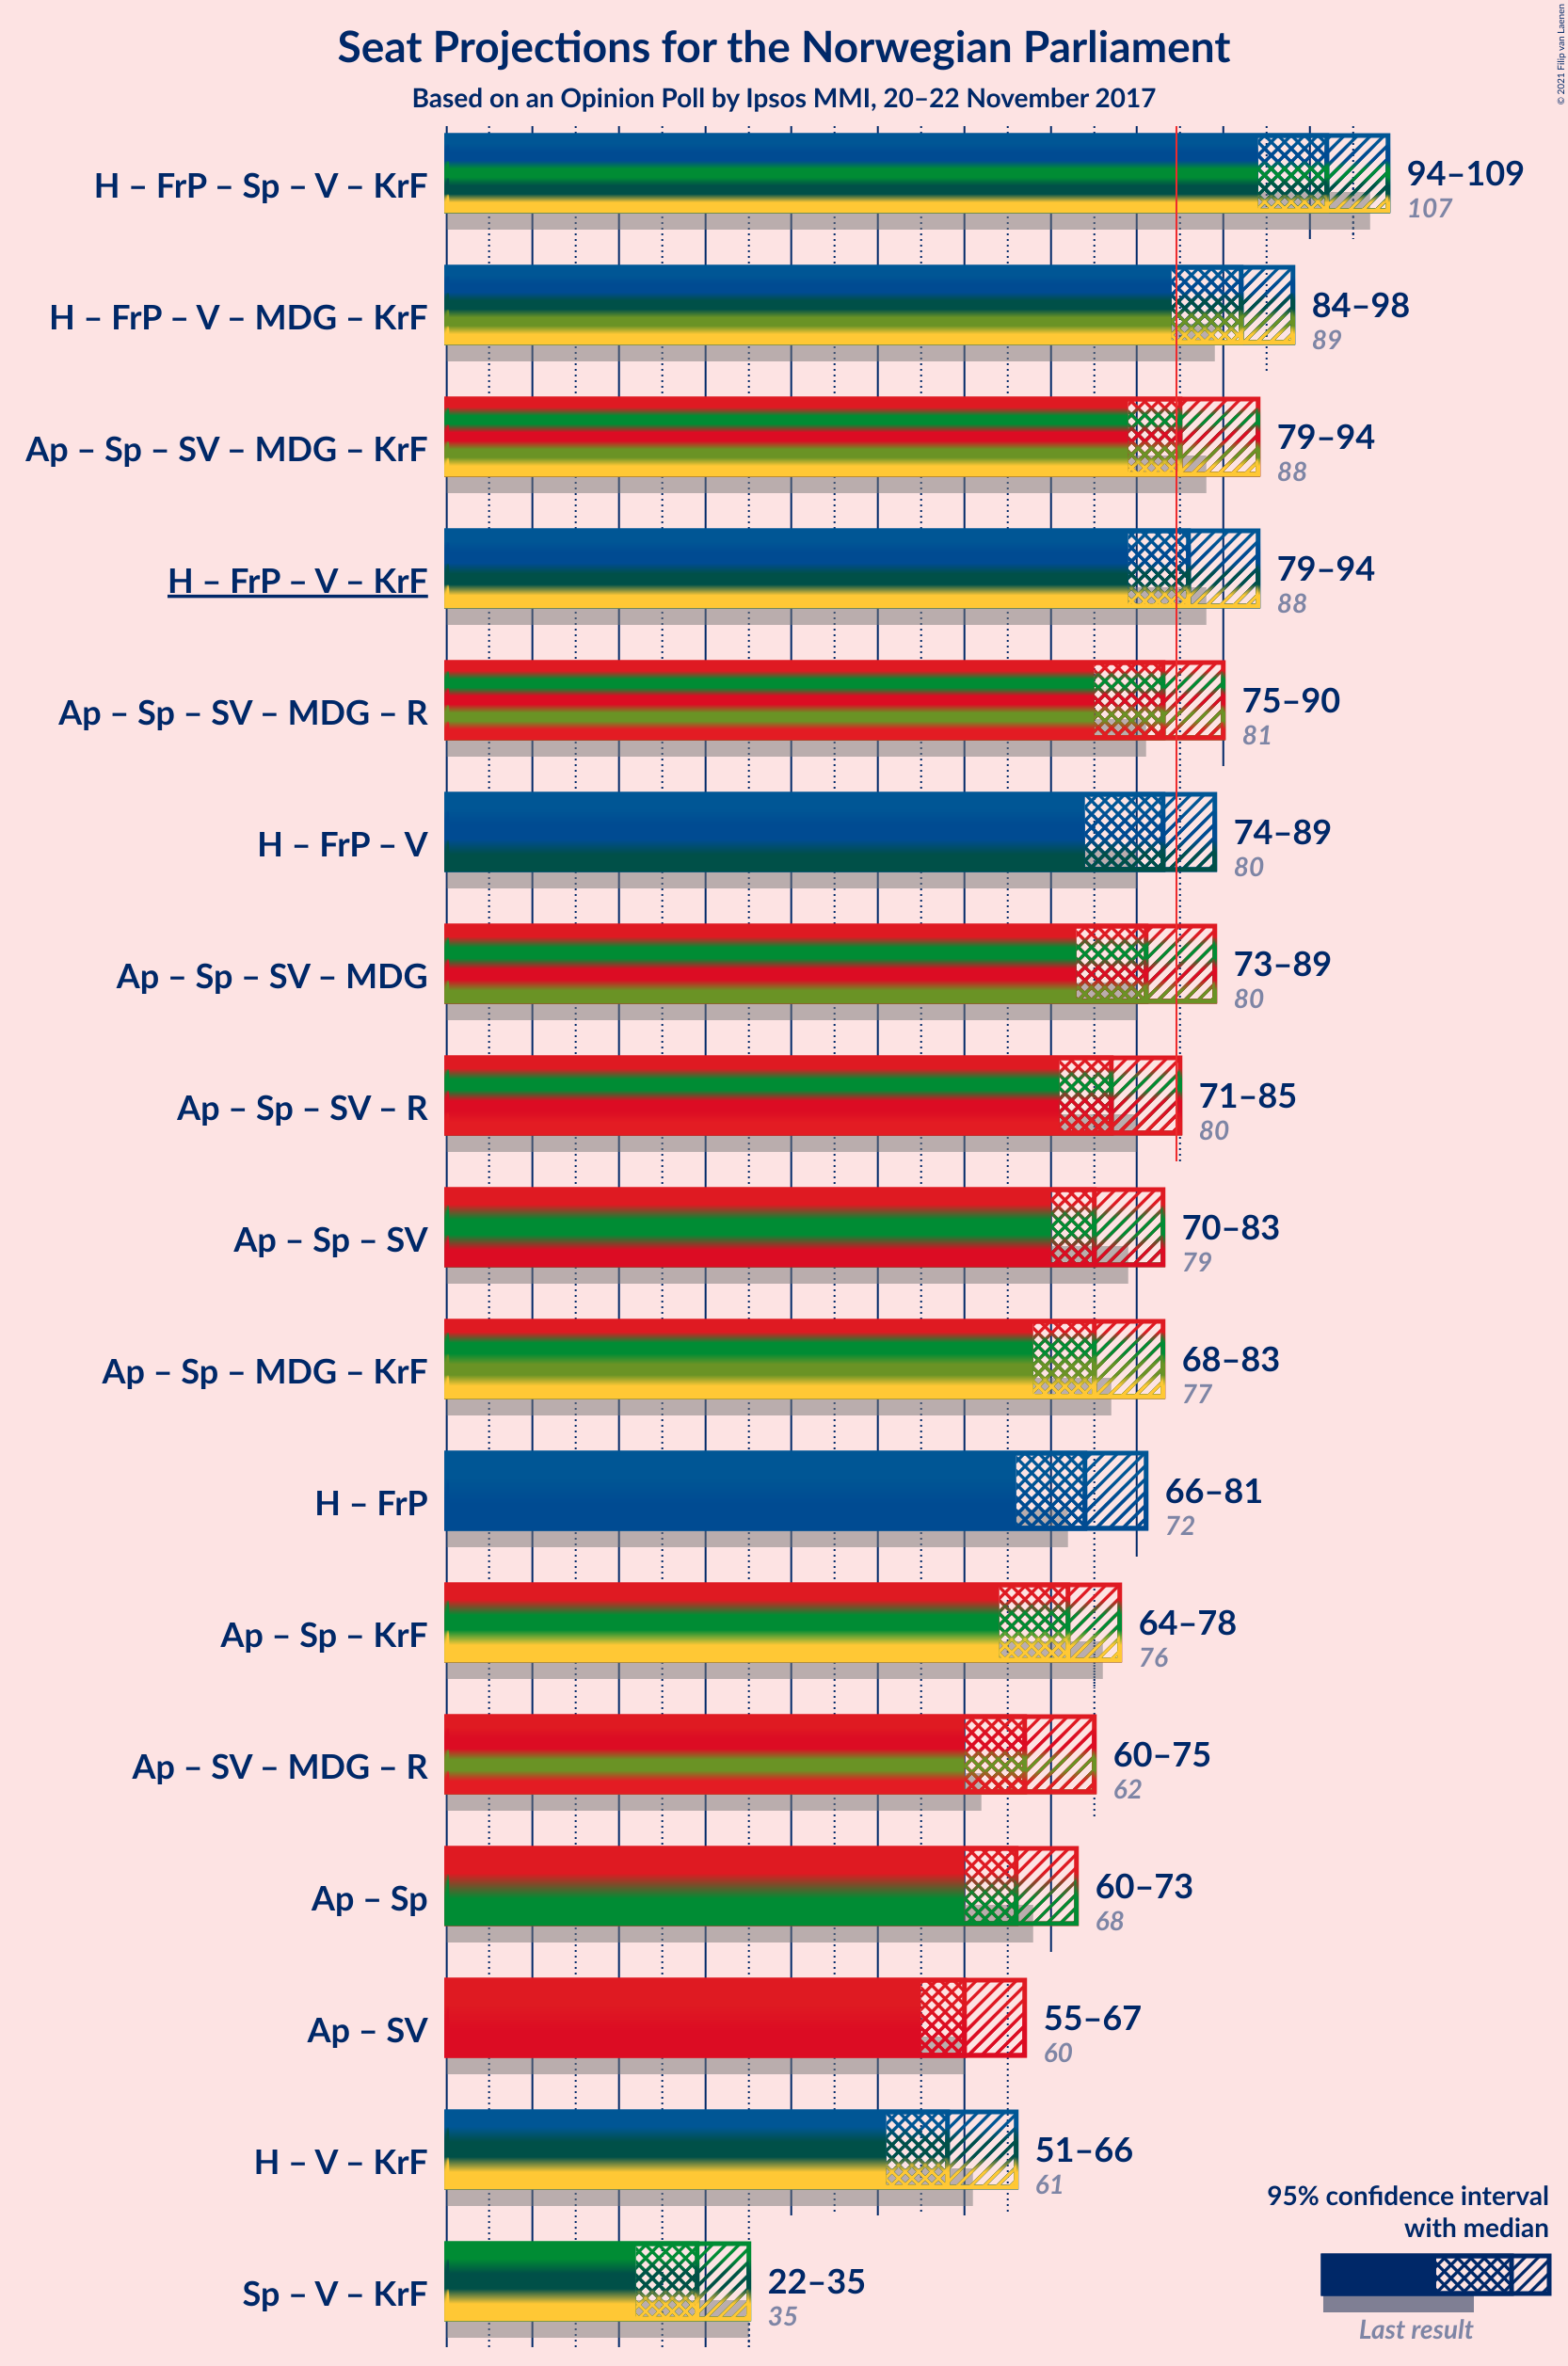 © 2021 Filip van Laenen
Seat Projections for the Norwegian Parliament
Based on an Opinion Poll by Ipsos MMI, 20–22 November 2017
H – FrP – Sp – V – KrF
94–109
107
H – FrP – V – MDG – KrF
84–98
89
Ap – Sp – SV – MDG – KrF
79–94
88
H – FrP – V – KrF
79–94
88
Ap – Sp – SV – MDG – R
75–90
81
H – FrP – V
74–89
80
Ap – Sp – SV – MDG
73–89
80
Ap – Sp – SV – R
71–85
80
Ap – Sp – SV
70–83
79
Ap – Sp – MDG – KrF
68–83
77
H – FrP
66–81
72
Ap – Sp – KrF
64–78
76
Ap – SV – MDG – R
60–75
62
Ap – Sp
60–73
68
Ap – SV
55–67
60
H – V – KrF
51–66
61
Sp – V – KrF
22–35
35
95% confidence interval
with median
Last result